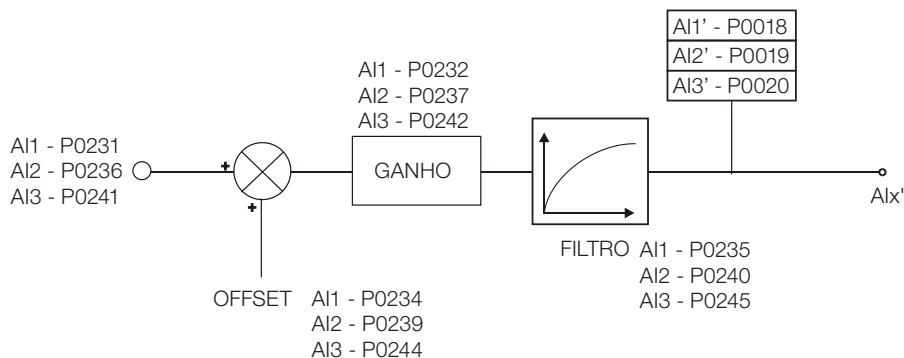 AI1' - P0018
AI2' - P0019
AI3' - P0020
AI1 - P0232
AI2 - P0237
AI3 - P0242
AI1 - P0231
AI2 - P0236
AI3 - P0241
+
+
GANHO
AIx'
FILTRO
AI1 - P0235
AI2 - P0240
AI3 - P0245
OFFSET
AI1 - P0234
AI2 - P0239
AI3 - P0244